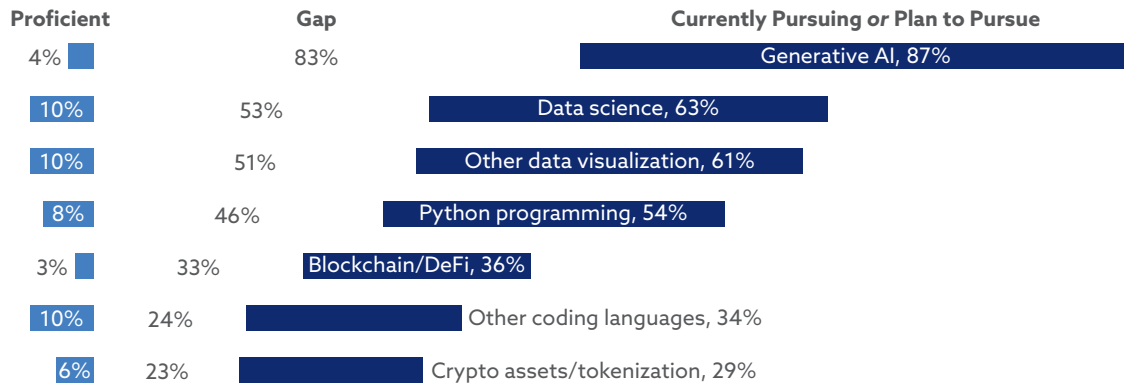 Proficient Gap Currently Pursuing or Plan to Pursue
4% 83% Generative AI, 87%
10% 53% Data science, 63%
10% 51% Other data visualization, 61%
8% 46% Python programming, 54%
3% 33% Blockchain/DeFi, 36%
10% 24% Other coding languages, 34%
6% 23% Crypto assets/tokenization, 29%